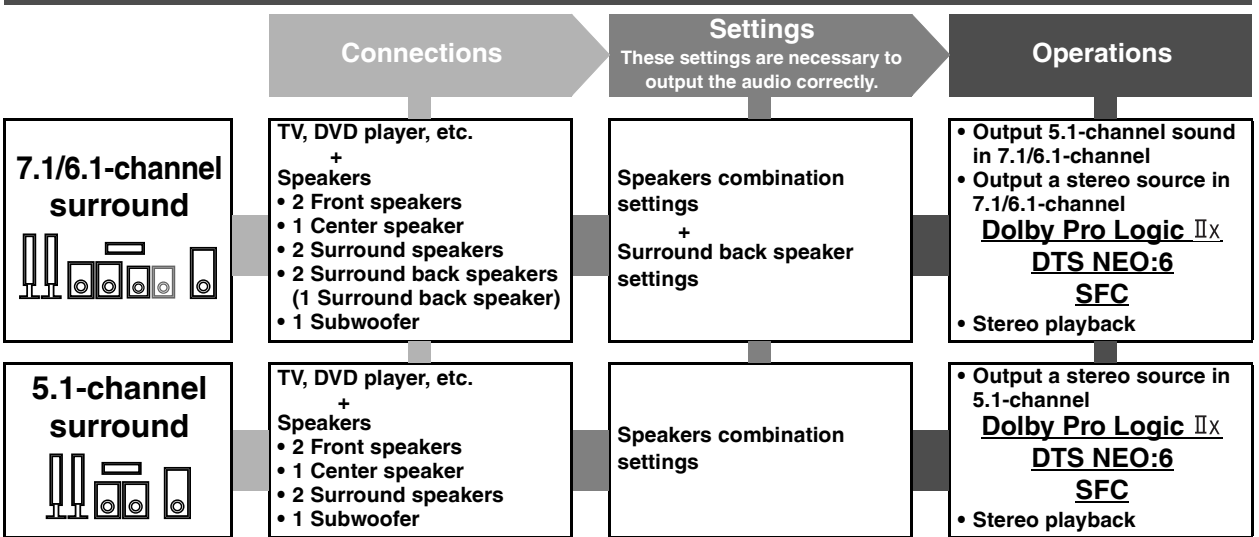 Connections
Settings
These settings are necessary to
output the audio correctly.
Operations
7.1/6.1-channel
surround
TV, DVD player, etc.
+
Speakers
• 2 Front speakers
• 1 Center speaker
• 2 Surround speakers
• 2 Surround back speakers
(1 Surround back speaker)
• 1 Subwoofer
Speakers combination
settings
+
Surround back speaker
settings
• Output 5.1-channel sound
in 7.1/6.1-channel
• Output a stereo source in
7.1/6.1-channel
Dolby Pro Logic IIx
DTS NEO:6
SFC
• Stereo playback
5.1-channel
surround
TV, DVD player, etc.
+
Speakers
• 2 Front speakers
• 1 Center speaker
• 2 Surround speakers
• 1 Subwoofer
Speakers combination
settings
• Output a stereo source in
5.1-channel
Dolby Pro Logic IIx
DTS NEO:6
SFC
• Stereo playback